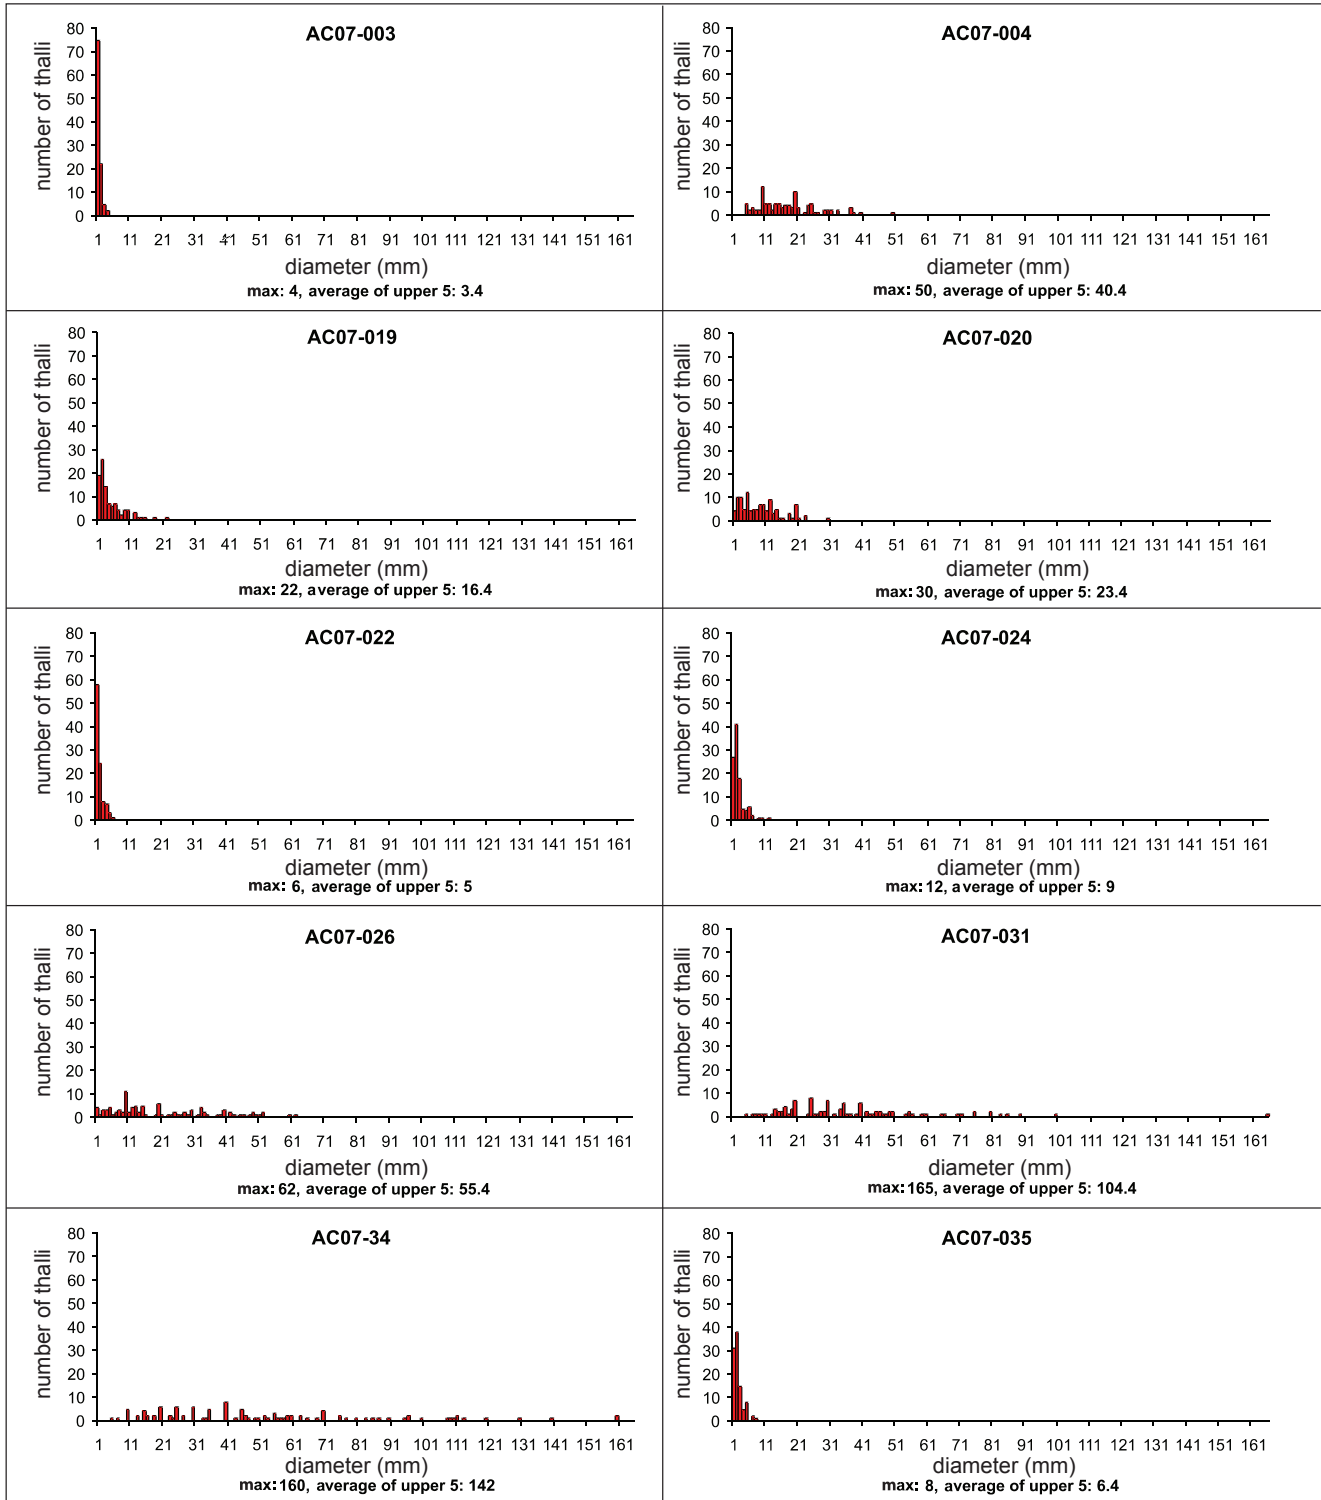 AC07-003
number of thalli
80
70
60
50
40
30
20
10
0
1 11 21 31 41 51 61 71 81 91 101 111 121 131 141 151 161
diameter (mm)
max: 4, average of upper 5: 3.4
AC07-004
number of thalli
80
70
60
50
40
30
20
10
0
1 11 21 31 41 51 61 71 81 91 101 111 121 131 141 151 161
diameter (mm)
max: 50, average of upper 5: 40.4
AC07-019
number of thalli
80
70
60
50
40
30
20
10
0
1 11 21 31 41 51 61 71 81 91 101 111 121 131 141 151 161
diameter (mm)
max: 22, average of upper 5: 16.4
AC07-020
number of thalli
80
70
60
50
40
30
20
10
0
1 11 21 31 41 51 61 71 81 91 101 111 121 131 141 151 161
diameter (mm)
max: 30, average of upper 5: 23.4
AC07-022
number of thalli
80
70
60
50
40
30
20
10
0
1 11 21 31 41 51 61 71 81 91 101 111 121 131 141 151 161
diameter (mm)
max: 6, average of upper 5: 5
AC07-024
number of thalli
80
70
60
50
40
30
20
10
0
1 11 21 31 41 51 61 71 81 91 101 111 121 131 141 151 161
diameter (mm)
max: 12, average of upper 5: 9
AC07-026
number of thalli
80
70
60
50
40
30
20
10
0
1 11 21 31 41 51 61 71 81 91 101 111 121 131 141 151 161
diameter (mm)
max: 62, average of upper 5: 55.4
AC07-031
number of thalli
80
70
60
50
40
30
20
10
0
1 11 21 31 41 51 61 71 81 91 101 111 121 131 141 151 161
diameter (mm)
max: 165, average of upper 5: 104.4
AC07-34
number of thalli
80
70
60
50
40
30
20
10
0
1 11 21 31 41 51 61 71 81 91 101 111 121 131 141 151 161
diameter (mm)
max: 160, average of upper 5: 142
AC07-035
number of thalli
80
70
60
50
40
30
20
10
0
1 11 21 31 41 51 61 71 81 91 101 111 121 131 141 151 161
diameter (mm)
max: 8, average of upper 5: 6.4